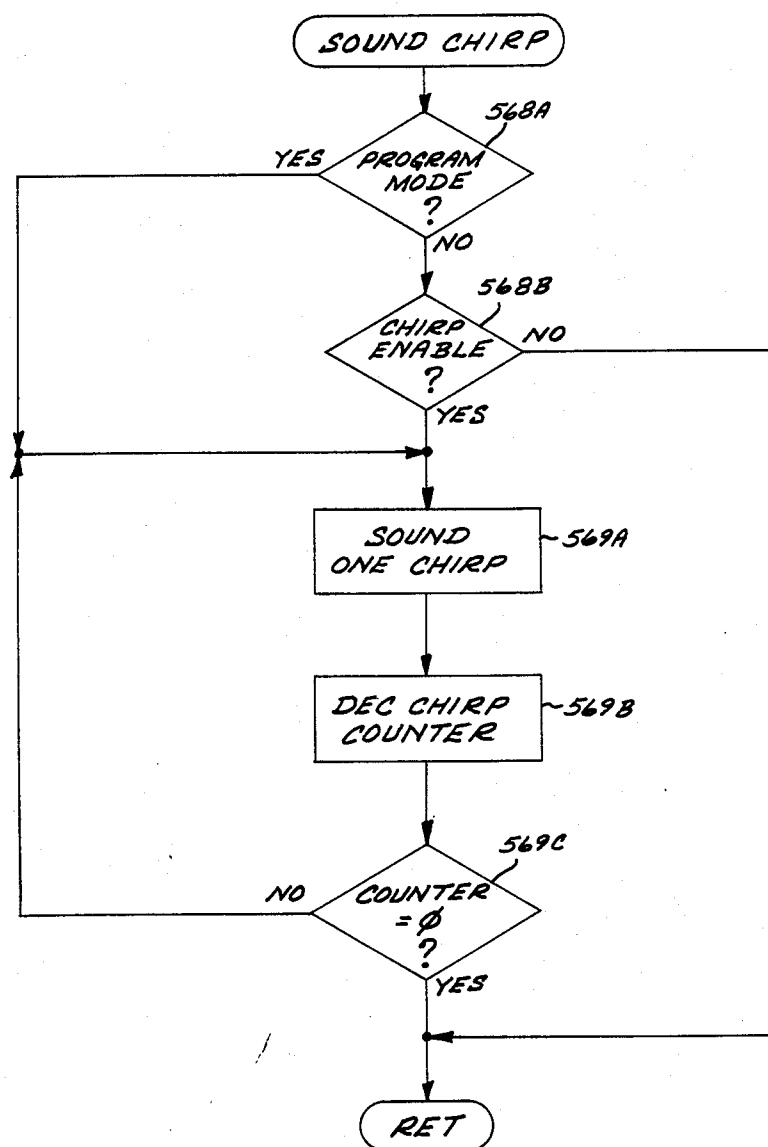 SOUND CHIRP
568A
YES
PROGRAM
MODE
?
NO
568B
CHIRP
ENABLE
?
NO
YES
SOUND
ONE CHIRP
569A
DEC CHIRP
COUNTER
569B
569C
NO
COUNTER
= ϕ
?
YES
RET